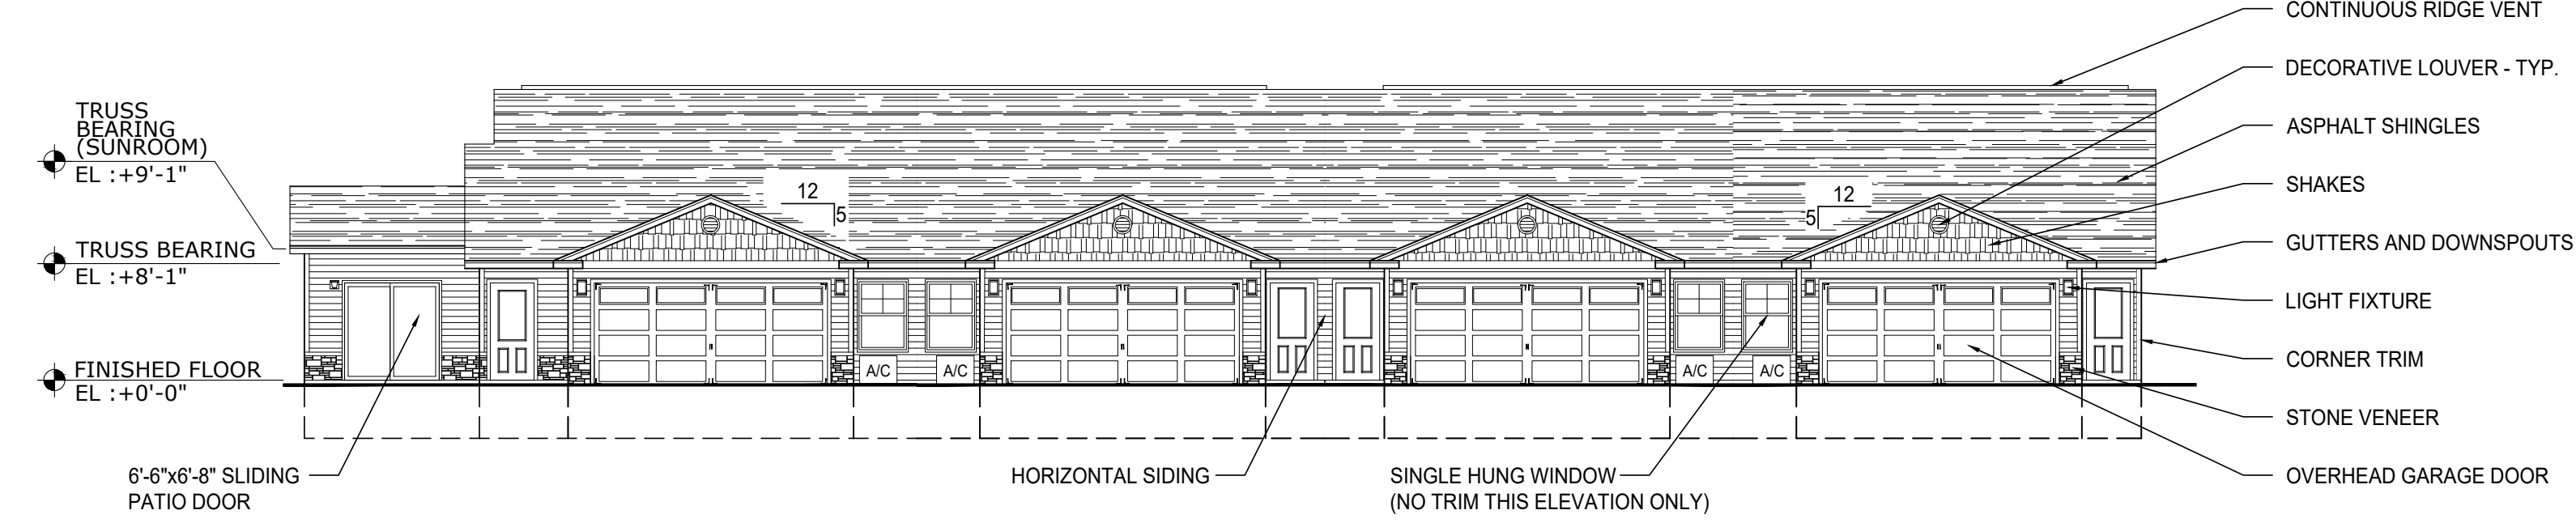 CONTINUOUS RIDGE VENT
DECORATIVE LOUVER - TYP.
ASPHALT SHINGLES
SHAKES
GUTTERS AND DOWNSPOUTS
LIGHT FIXTURE
CORNER TRIM
STONE VENEER
OVERHEAD GARAGE DOOR
TRUSS
BEARING
(SUNROOM)
EL :+9'-1"
TRUSS BEARING
EL :+8'-1"
FINISHED FLOOR
EL :+0'-0"
12
5
12
5
A/C
A/C
A/C
A/C
6'-6"x6'-8" SLIDING
PATIO DOOR
HORIZONTAL SIDING
SINGLE HUNG WINDOW
(NO TRIM THIS ELEVATION ONLY)